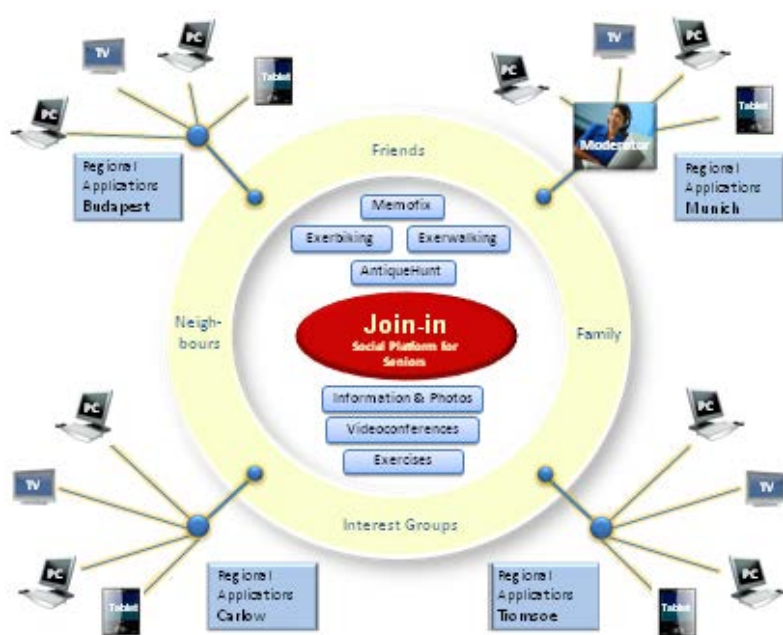 PC
TV
PC
Tablet
PC
TV
PC
Tablet
Moderator
Regional
Applications
Budapest
Regional
Applications
Munich
Friends
Memofix
Exerbiking
Exerwalking
AntiqueHunt
Neigh-
bours
Join-in
Social Platform for
Seniors
Family
Information & Photos
Videoconferences
Exercises
Interest Groups
PC
TV
PC
Tablet
Regional
Applications
Carlow
PC
TV
PC
Tablet
Regional
Applications
Tromsoe